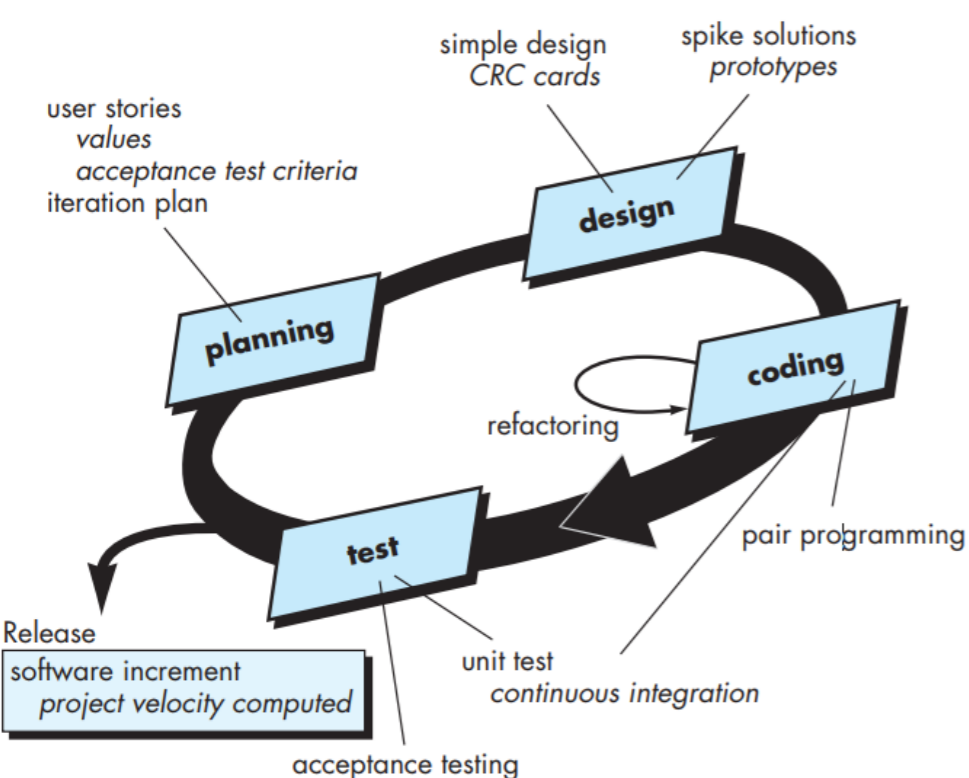 simple design
CRC cards
spike solutions
prototypes
user stories
values
acceptance test criteria
iteration plan
design
planning
coding
refactoring
test
pair programming
Release
software increment
project velocity computed
unit test
continuous integration
acceptance testing